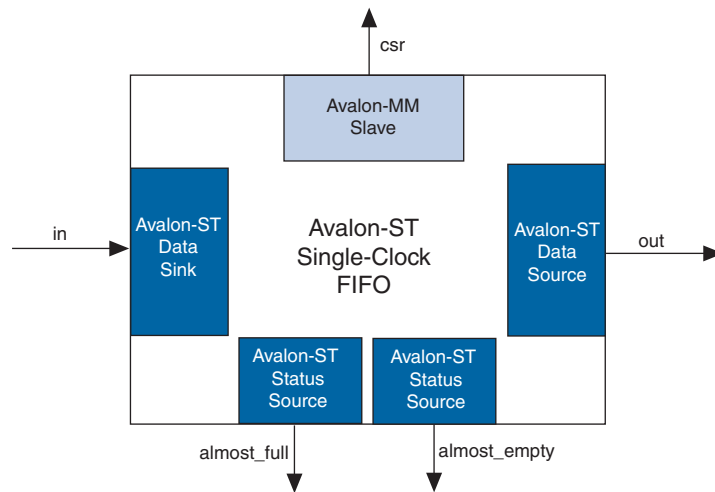 csr
Avalon-MM
Slave
in
Avalon-ST
Data
Sink
Avalon-ST
Single-Clock
FIFO
Avalon-ST
Data
Source
out
Avalon-ST
Status
Source
Avalon-ST
Status
Source
almost_full
almost_empty